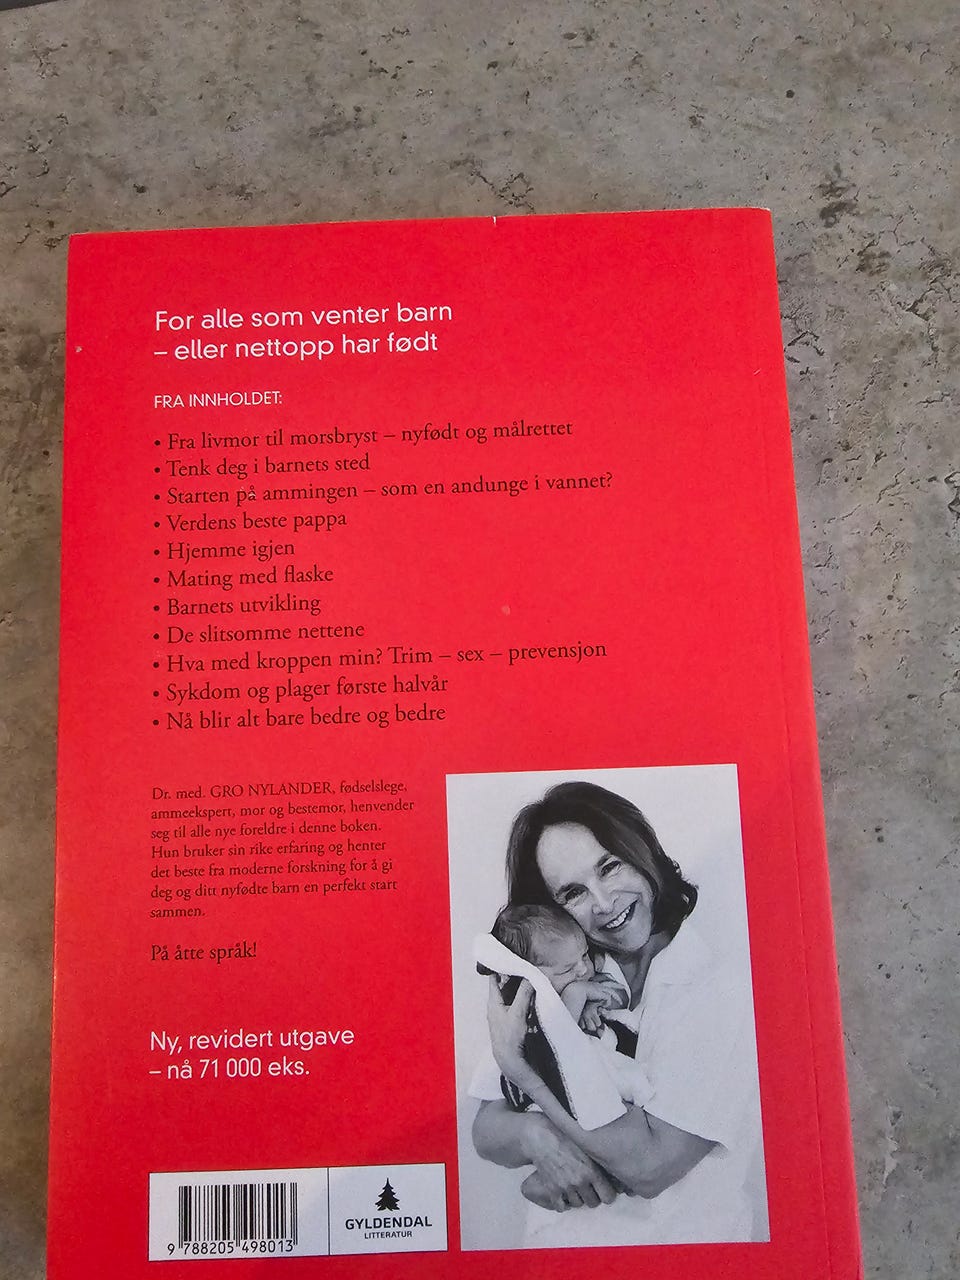 For alle som venter barn
– eller nettopp har født
FRA INNHOLDET:
• Fra livmor til morsbryst – nyfødt og målrettet
• Tenk deg i barnets sted
• Starten på ammingen – som en andunge i vannet?
• Verdens beste pappa
• Hjemme igjen
• Mating med flaske
• Barnets utvikling
• De slitsomme nettene
• Hva med kroppen min? Trim – sex – prevensjon
• Sykdom og plager første halvår
• Nå blir alt bare bedre og bedre
Dr. med. GRO NYLANDER, fødselslege,
ammeekspert, mor og bestemor, henvender
seg til alle nye foreldre i denne boken.
Hun bruker sin rike erfaring og henter
det beste fra moderne forskning for å gi
deg og ditt nyfødte barn en perfekt start
sammen.
På åtte språk!
Ny, revidert utgave
– nå 71 000 eks.
9 788205 498013
GYLDENDAL
LITTERATUR